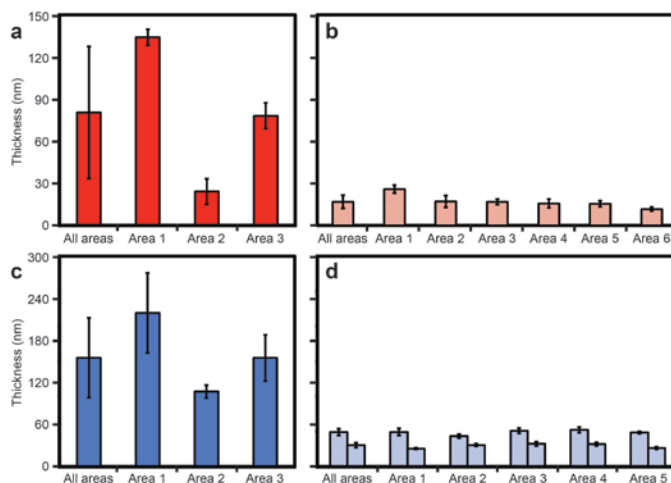 a
b
Thickness (nm)
150
120
90
60
30
0
All areas Area 1 Area 2 Area 3
All areas Area 1 Area 2 Area 3 Area 4 Area 5 Area 6
c
d
Thickness (nm)
300
240
180
120
60
0
All areas Area 1 Area 2 Area 3
All areas Area 1 Area 2 Area 3 Area 4 Area 5